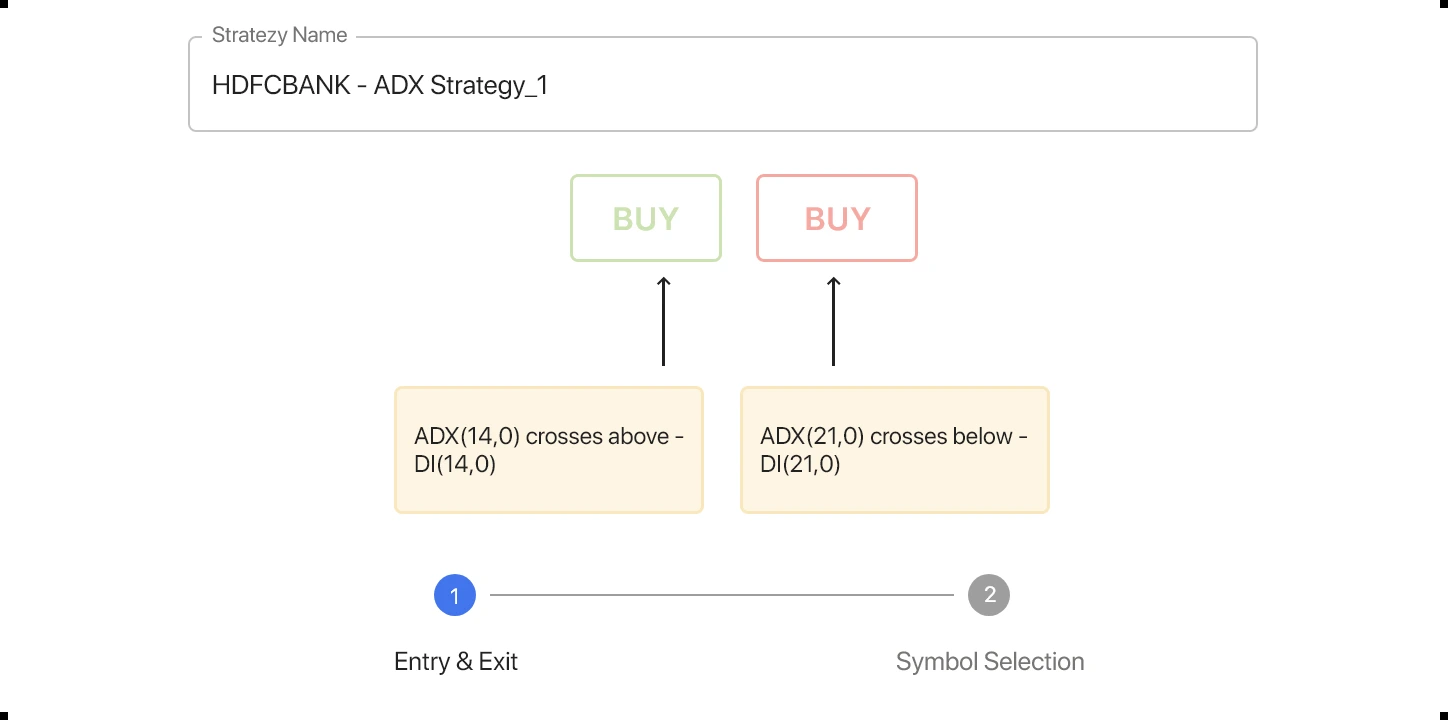 Stratezy Name
HDFCBANK - ADX Strategy_1
BUY
BUY
ADX(14,0) crosses above -
DI(14,0)
ADX(21,0) crosses below -
DI(21,0)
1
2
Entry & Exit
Symbol Selection